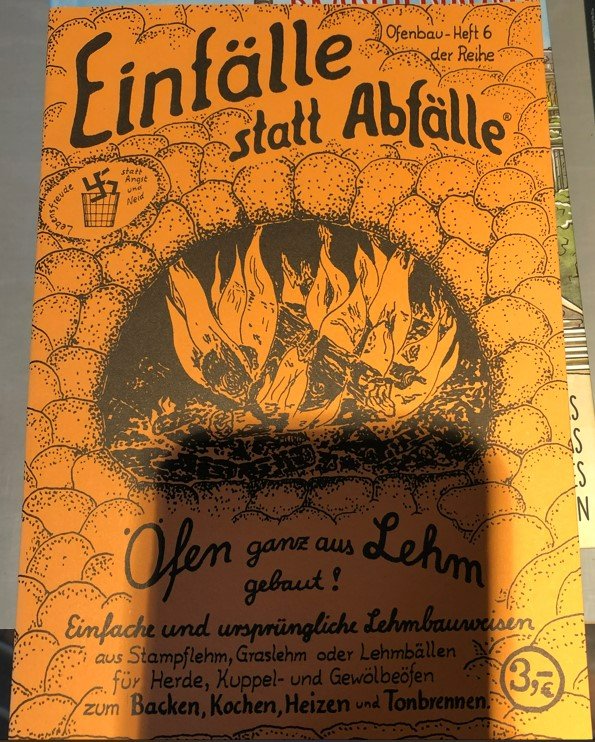 Einfälle
statt Abfälle®
Ofenbau-Heft 6
der Reihe
Lebensfreude
statt
Angst
und
Neid
Öfen ganz aus Lehm
gebaut!
Einfache und ursprüngliche Lehmbauweisen
aus Stampflehm, Graslehm oder Lehmbällen
für Herde, Kuppel- und Gewölbeöfen
zum Backen, Kochen, Heizen und Tonbrennen.
3,-€